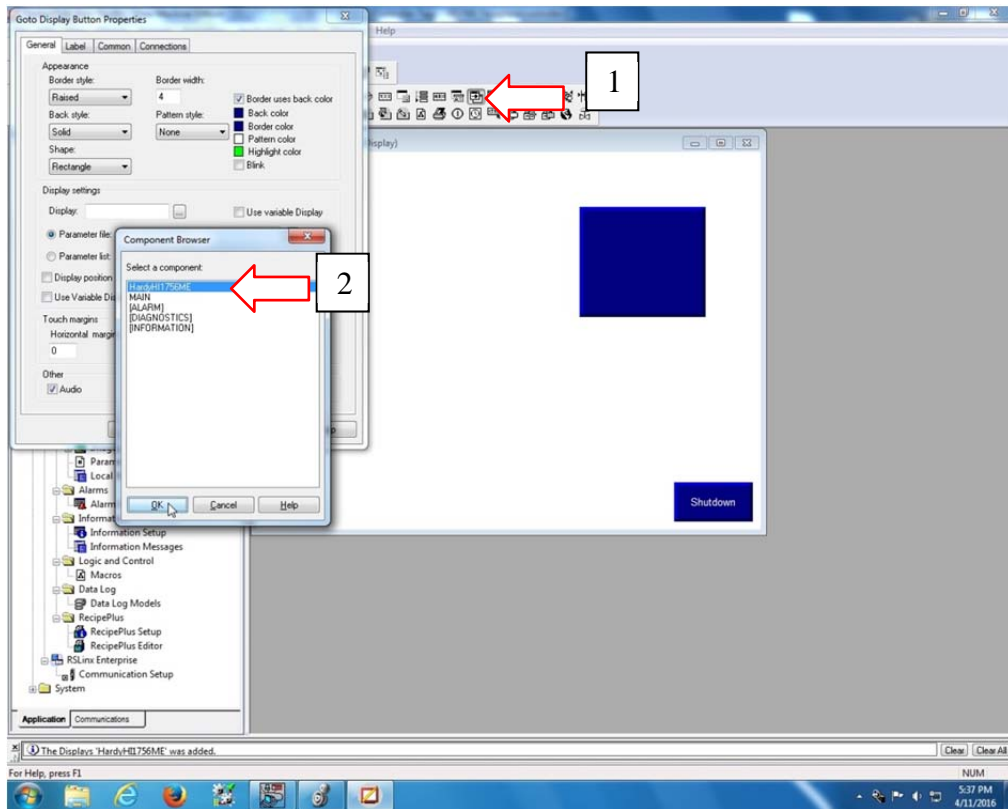 Goto Display Button Properties
Help
General Label Common Connections
Appearance
Border style: Border width:
Raised 4 Border uses back color
Back style: Pattern style: Back color
Solid None Border color
Pattern color
Shape: Highlight color
Rectangle Blink
Display settings
Display: ... Use variable Display
Parameter file:
Parameter list:
Display position
Use Variable Dis
Touch margins
Horizontal margin
0
Other
Audio
Component Browser
Select a component:
HardyHI1756ME
MAIN
[ALARM]
[DIAGNOSTICS]
[INFORMATION]
OK Cancel Help
1
2
isplay)
Shutdown
Param
Local
Alarms
Alarm
Informat
Information Setup
Information Messages
Logic and Control
Macros
Data Log
Data Log Models
RecipePlus
RecipePlus Setup
RecipePlus Editor
RSLinx Enterprise
Communication Setup
System
Application Communications
The Displays 'HardyHI1756ME' was added.
Clear Clear All
For Help, press F1
NUM
5:37 PM
4/11/2016